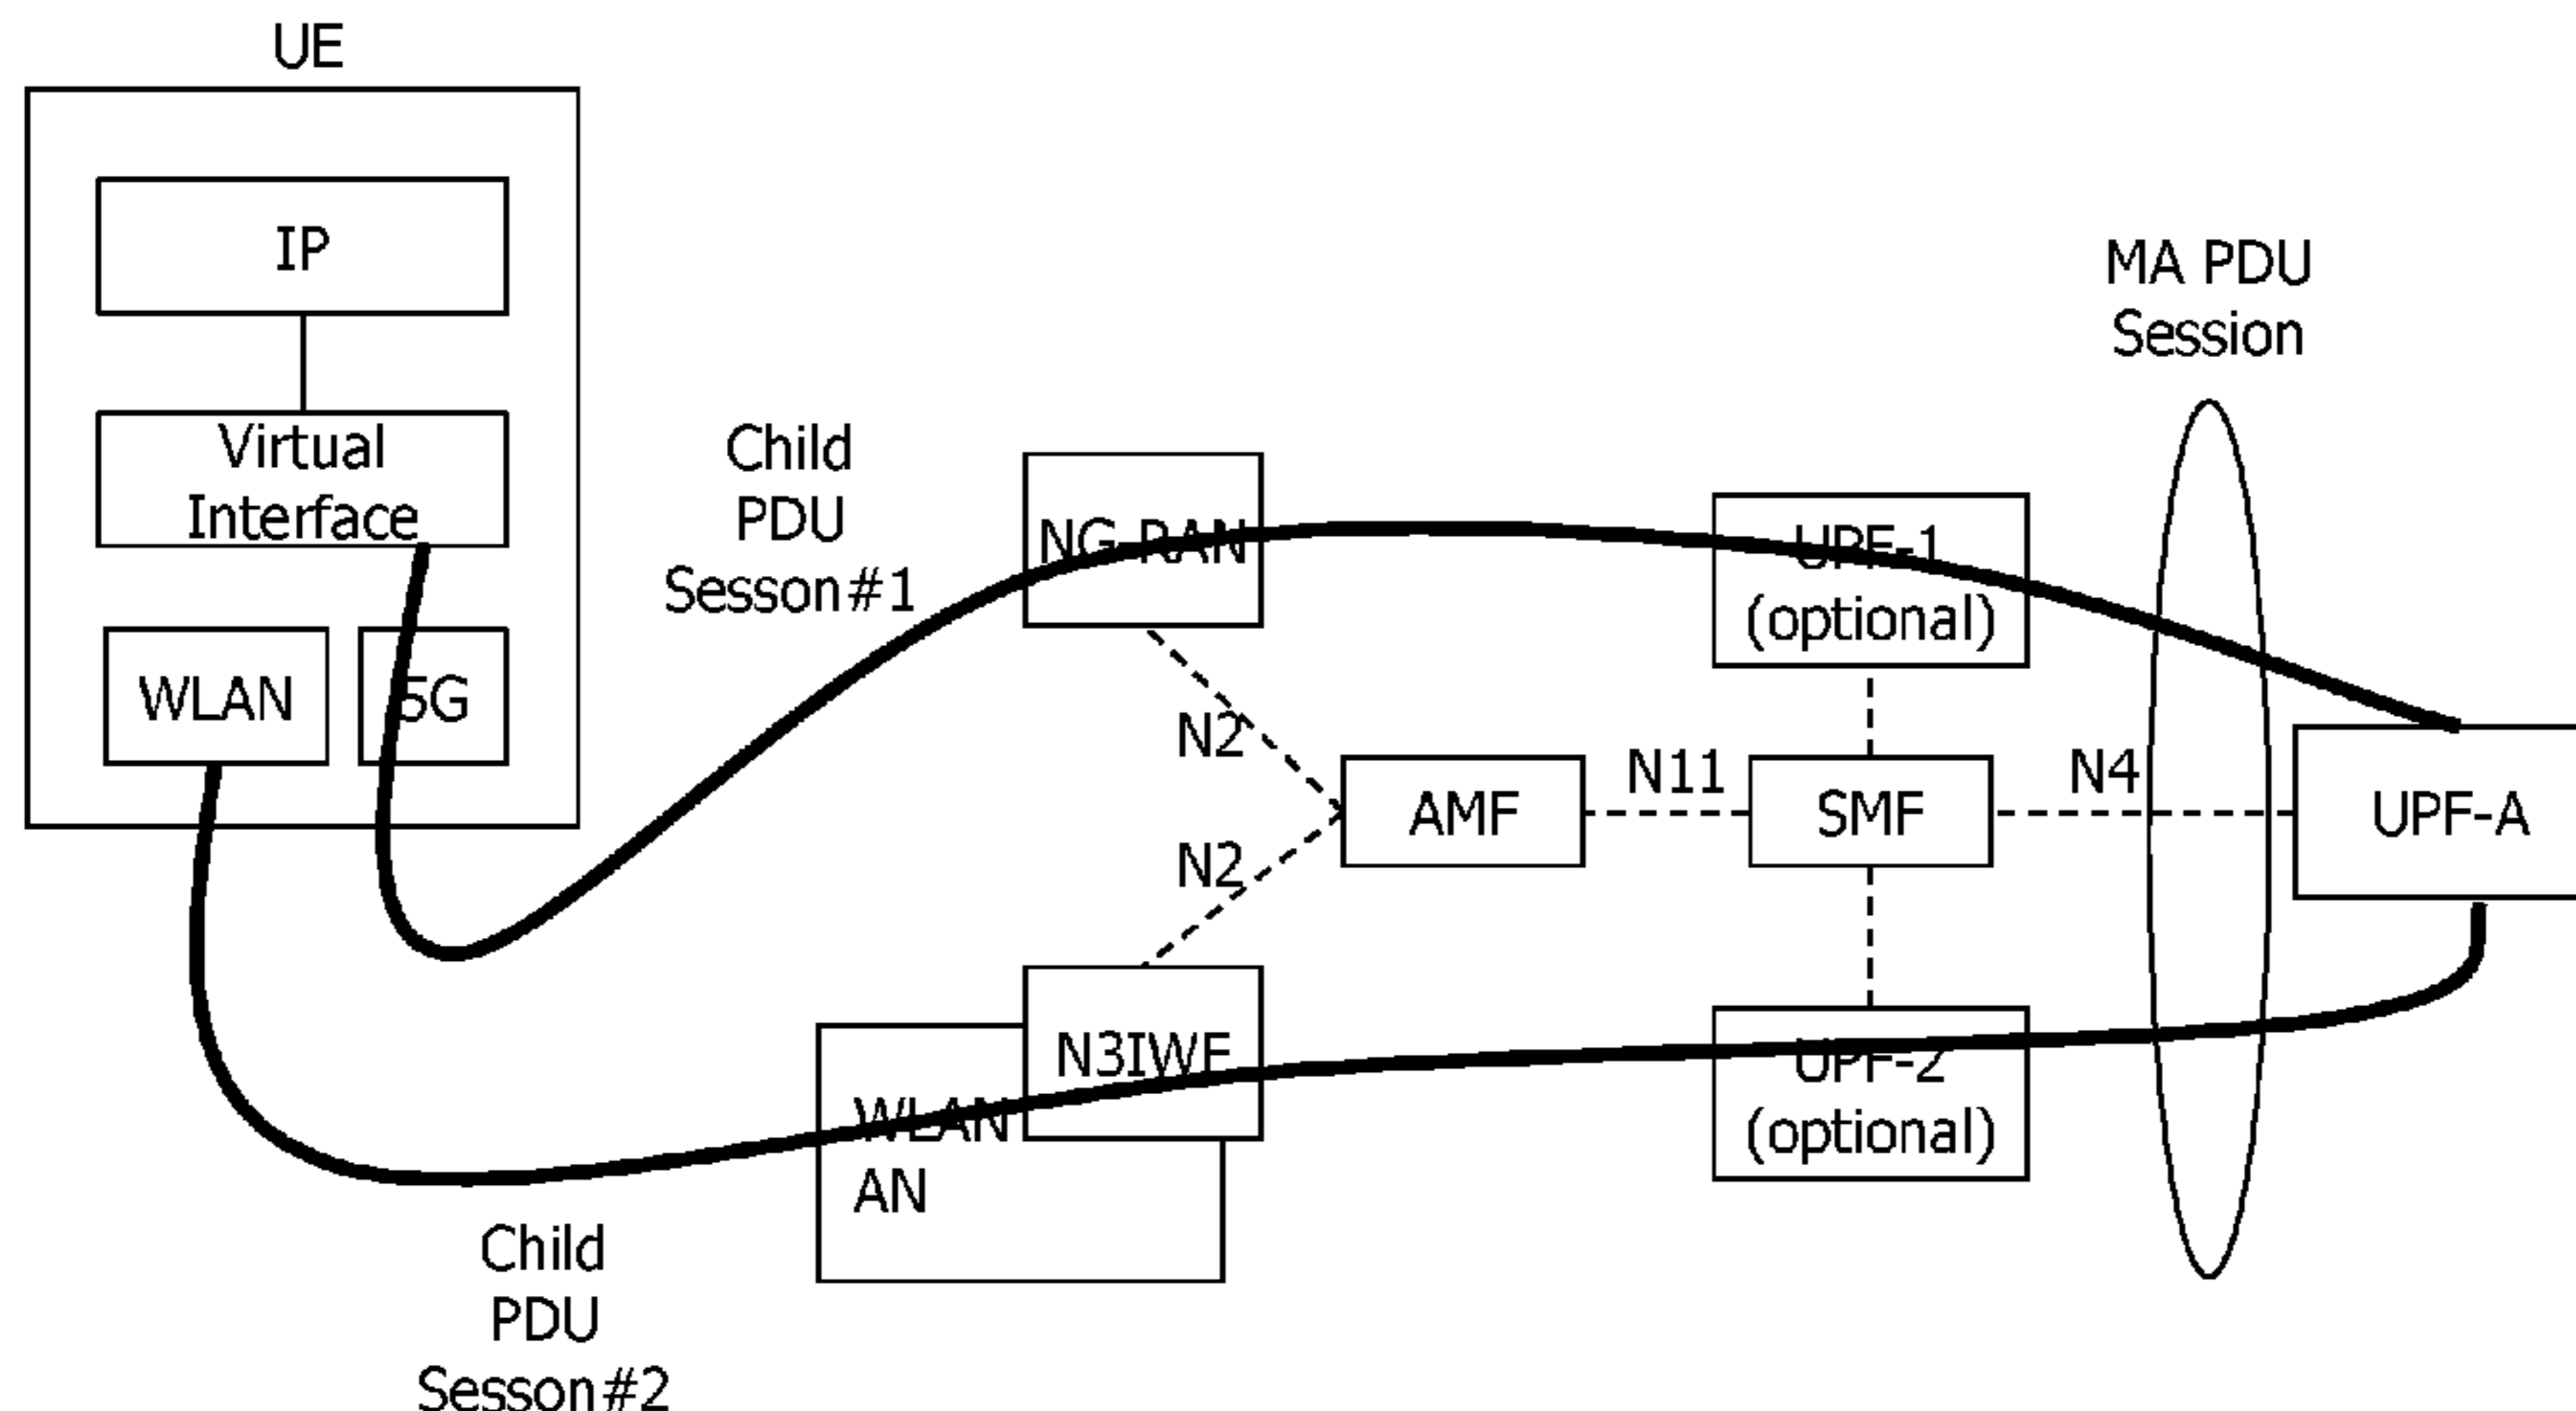 UE
IP
Virtual
Interface
WLAN
5G
Child
PDU
Sesson#1
NG-RAN
UPF-1
(optional)
MA PDU
Session
N2
N2
AMF
N11
SMF
N4
UPF-A
N3IWF
WLAN
AN
UPF-2
(optional)
Child
PDU
Sesson#2